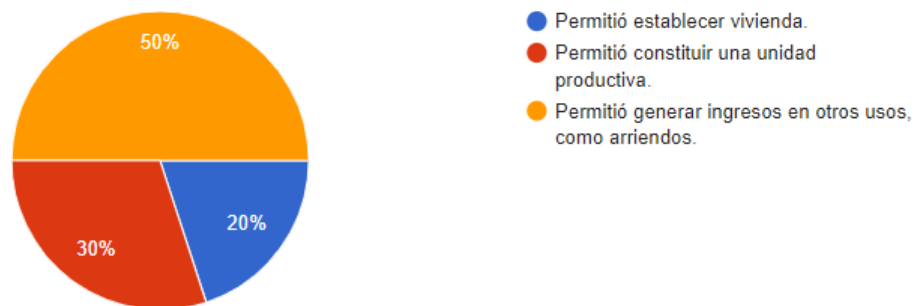 50%
30%
20%
Permitió establecer vivienda.
Permitió constituir una unidad
productiva.
Permitió generar ingresos en otros usos,
como arriendos.